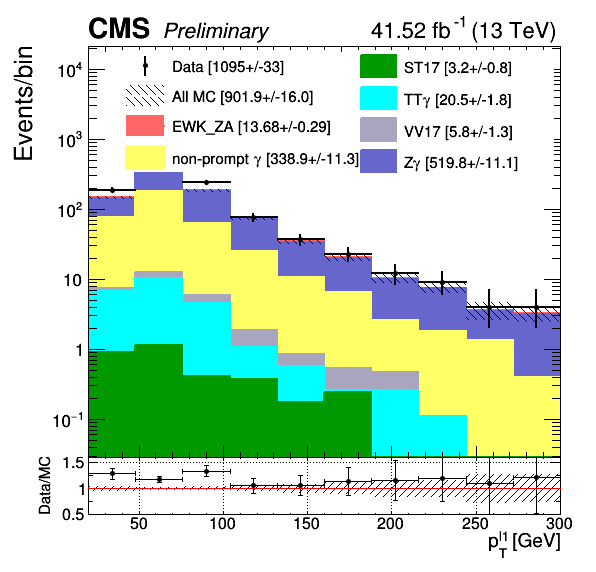 CMS Preliminary 41.52 fb⁻¹ (13 TeV)
Events/bin
Data [1095+/-33]
All MC [901.9+/-16.0]
EWK_ZA [13.68+/-0.29]
non-prompt γ [338.9+/-11.3]
ST17 [3.2+/-0.8]
TTγ [20.5+/-1.8]
VV17 [5.8+/-1.3]
Zγ [519.8+/-11.1]
10⁴
10³
10²
10
1
10⁻¹
Data/MC
1.5
1
0.5
50 100 150 200 250 300
p_T^l1 [GeV]